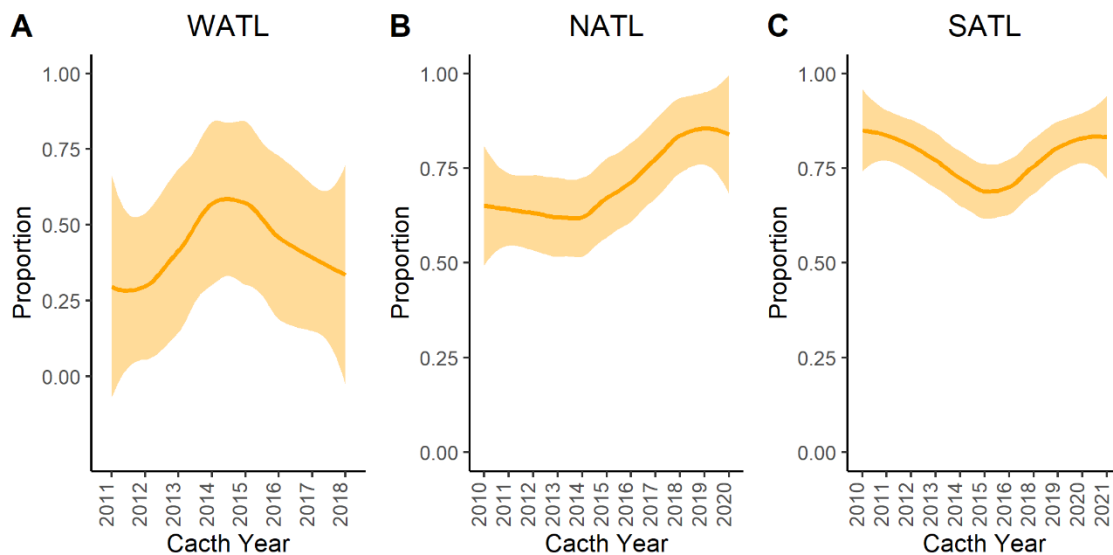 A WATL
Proportion
1.00
0.75
0.50
0.25
0.00
2011 2012 2013 2014 2015 2016 2017 2018
Cacth Year
B NATL
Proportion
1.00
0.75
0.50
0.25
0.00
2010 2011 2012 2013 2014 2015 2016 2017 2018 2019 2020
Cacth Year
C SATL
Proportion
1.00
0.75
0.50
0.25
0.00
2010 2011 2012 2013 2014 2015 2016 2017 2018 2019 2020 2021
Cacth Year